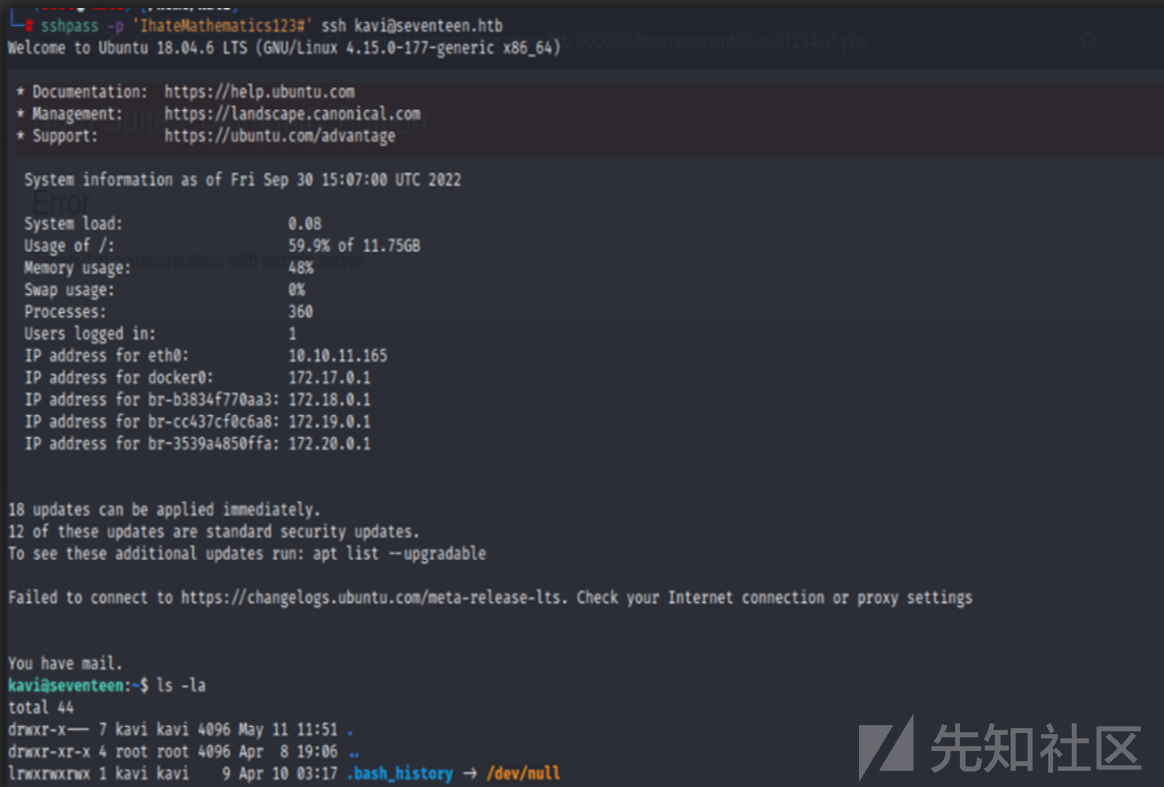 └─# sshpass -p 'IhateMathematics123#' ssh kavi@seventeen.htb
Welcome to Ubuntu 18.04.6 LTS (GNU/Linux 4.15.0-177-generic x86_64)
:8000/oldmanagement/files/31234/x1.php
* Documentation:  https://help.ubuntu.com
* Management:     https://landscape.canonical.com
* Support:        https://ubuntu.com/advantage
System information as of Fri Sep 30 15:07:00 UTC 2022
Error
System load:                    0.08
Usage of /:                     59.9% of 11.75GB
communication with server
Memory usage:                   48%
Swap usage:                     0%
Processes:                      360
Users logged in:                1
IP address for eth0:            10.10.11.165
IP address for docker0:         172.17.0.1
IP address for br-b3834f770aa3: 172.18.0.1
IP address for br-cc437cf0c6a8: 172.19.0.1
IP address for br-3539a4850ffa: 172.20.0.1
18 updates can be applied immediately.
12 of these updates are standard security updates.
To see these additional updates run: apt list --upgradable
Failed to connect to https://changelogs.ubuntu.com/meta-release-lts. Check your Internet connection or proxy settings
You have mail.
kavi@seventeen:~$ ls -la
total 44
drwxr-x--- 7 kavi kavi 4096 May 11 11:51 .
drwxr-xr-x 4 root root 4096 Apr  8 19:06 ..
lrwxrwxrwx 1 kavi kavi    9 Apr 10 03:17 .bash_history → /dev/null
先知社区